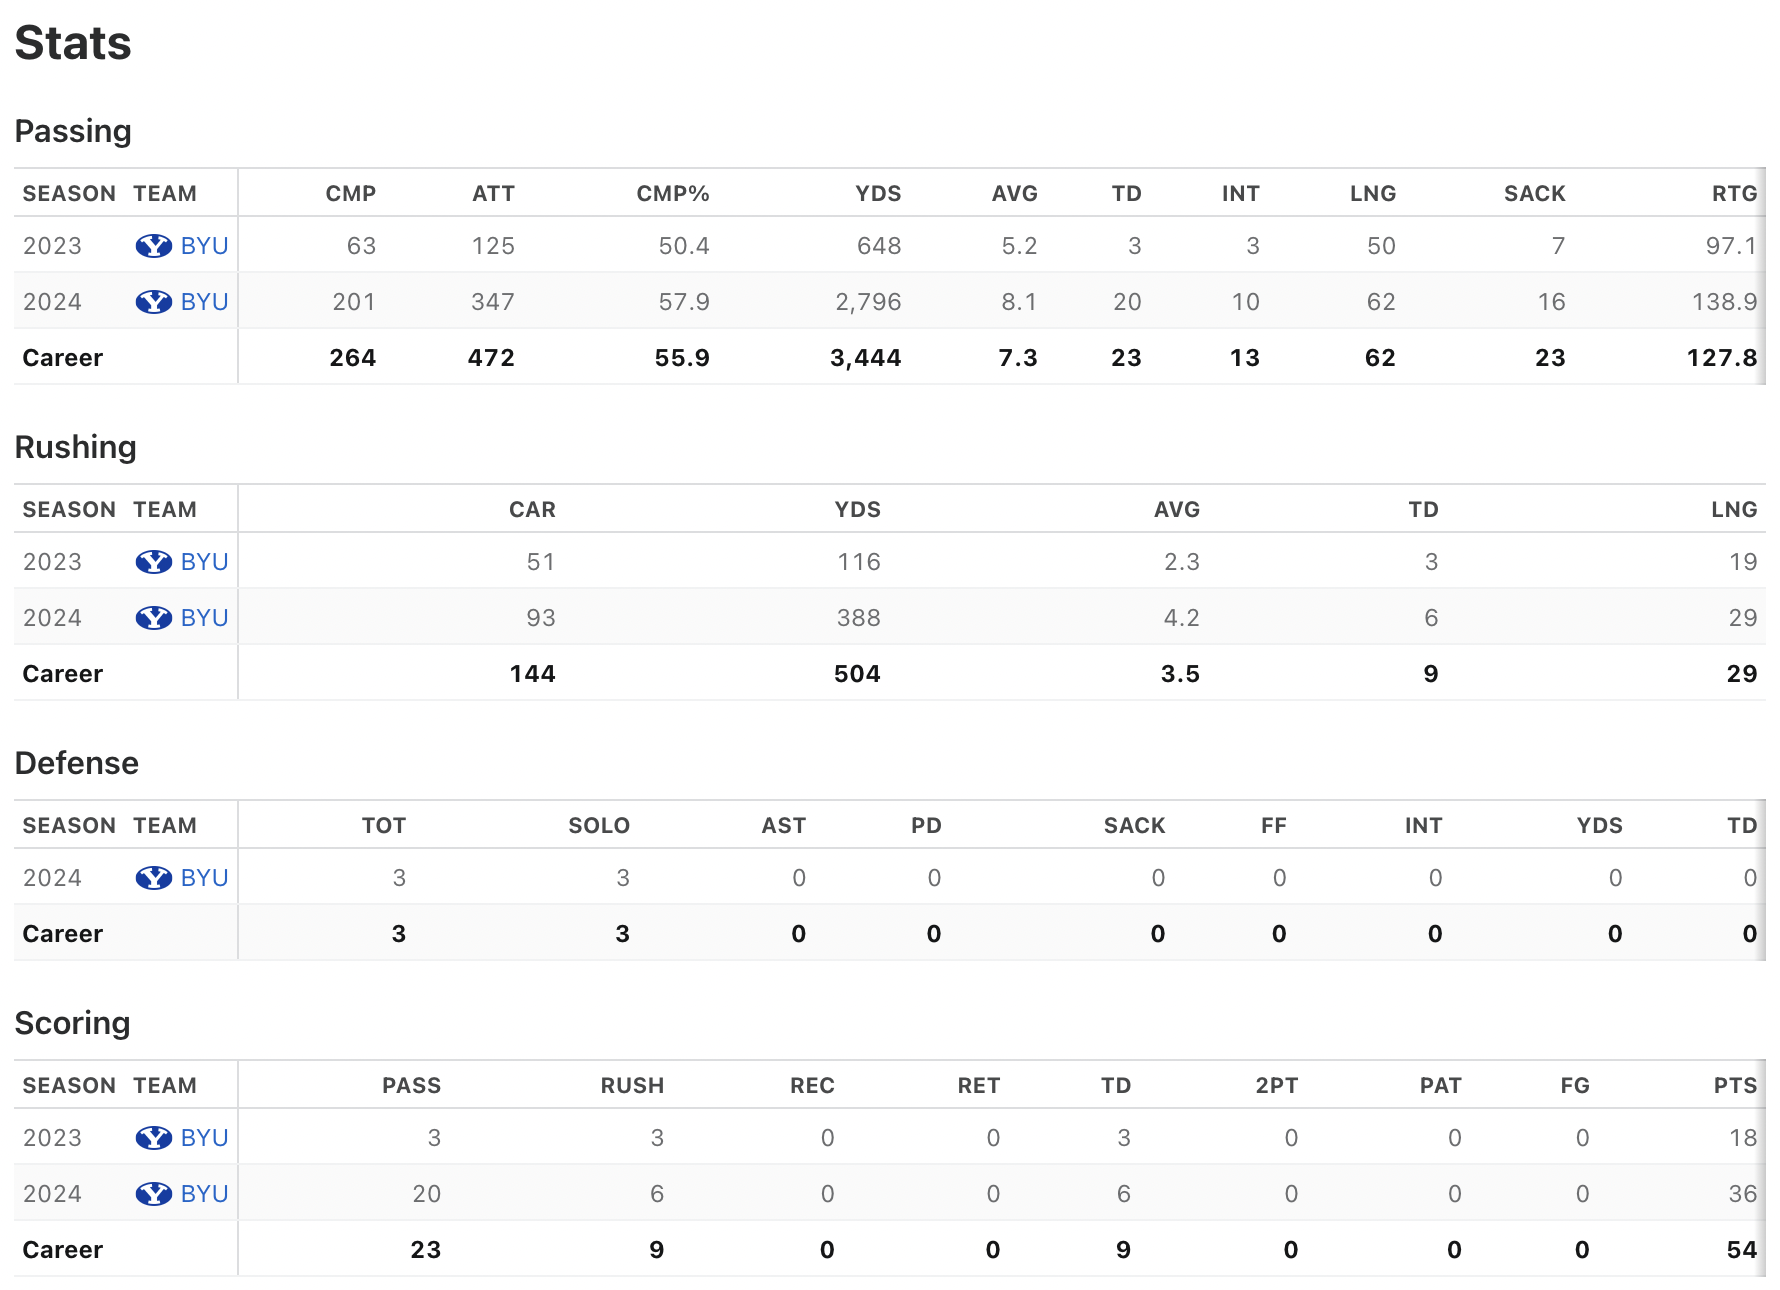 Stats
Passing
SEASON TEAM CMP ATT CMP% YDS AVG TD INT LNG SACK RTG
2023 BYU 63 125 50.4 648 5.2 3 3 50 7 97.1
2024 BYU 201 347 57.9 2,796 8.1 20 10 62 16 138.9
Career 264 472 55.9 3,444 7.3 23 13 62 23 127.8
Rushing
SEASON TEAM CAR YDS AVG TD LNG
2023 BYU 51 116 2.3 3 19
2024 BYU 93 388 4.2 6 29
Career 144 504 3.5 9 29
Defense
SEASON TEAM TOT SOLO AST PD SACK FF INT YDS TD
2024 BYU 3 3 0 0 0 0 0 0 0
Career 3 3 0 0 0 0 0 0 0
Scoring
SEASON TEAM PASS RUSH REC RET TD 2PT PAT FG PTS
2023 BYU 3 3 0 0 3 0 0 0 18
2024 BYU 20 6 0 0 6 0 0 0 36
Career 23 9 0 0 9 0 0 0 54